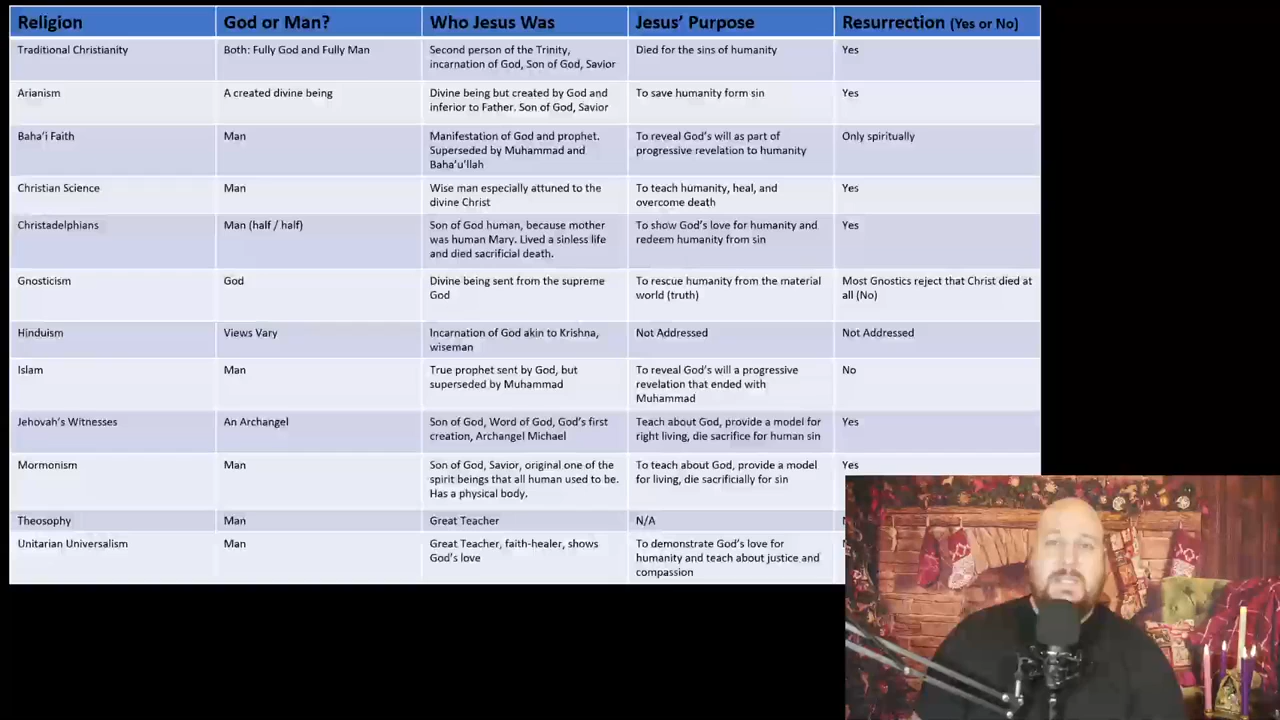 Religion
God or Man?
Who Jesus Was
Jesus' Purpose
Resurrection (Yes or No)
Traditional Christianity
Both: Fully God and Fully Man
Second person of the Trinity,
incarnation of God, Son of God, Savior
Died for the sins of humanity
Yes
Arianism
A created divine being
Divine being but created by God and
inferior to Father. Son of God, Savior
To save humanity form sin
Yes
Baha'i Faith
Man
Manifestation of God and prophet.
Superseded by Muhammad and
Baha'u'llah
To reveal God's will as part of
progressive revelation to humanity
Only spiritually
Christian Science
Man
Wise man especially attuned to the
divine Christ
To teach humanity, heal, and
overcome death
Yes
Christadelphians
Man (half / half)
Son of God human, because mother
was human Mary. Lived a sinless life
and died sacrificial death.
To show God's love for humanity and
redeem humanity from sin
Yes
Gnosticism
God
Divine being sent from the supreme
God
To rescue humanity from the material
world (truth)
Most Gnostics reject that Christ died at
all (No)
Hinduism
Views Vary
Incarnation of God akin to Krishna,
wiseman
Not Addressed
Not Addressed
Islam
Man
True prophet sent by God, but
superseded by Muhammad
To reveal God's will a progressive
revelation that ended with
Muhammad
No
Jehovah's Witnesses
An Archangel
Son of God, Word of God, God's first
creation, Archangel Michael
Teach about God, provide a model for
right living, die sacrifice for human sin
Yes
Mormonism
Man
Son of God, Savior, original one of the
spirit beings that all human used to be.
Has a physical body.
To teach about God, provide a model
for living, die sacrificially for sin
Yes
Theosophy
Man
Great Teacher
N/A
Unitarian Universalism
Man
Great Teacher, faith-healer, shows
God's love
To demonstrate God's love for
humanity and teach about justice and
compassion